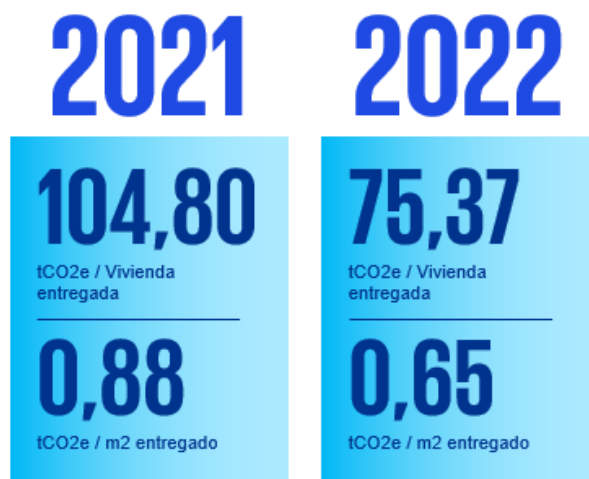 2021
104,80
tCO2e / Vivienda
entregada
0,88
tCO2e / m2 entregado
2022
75,37
tCO2e / Vivienda
entregada
0,65
tCO2e / m2 entregado